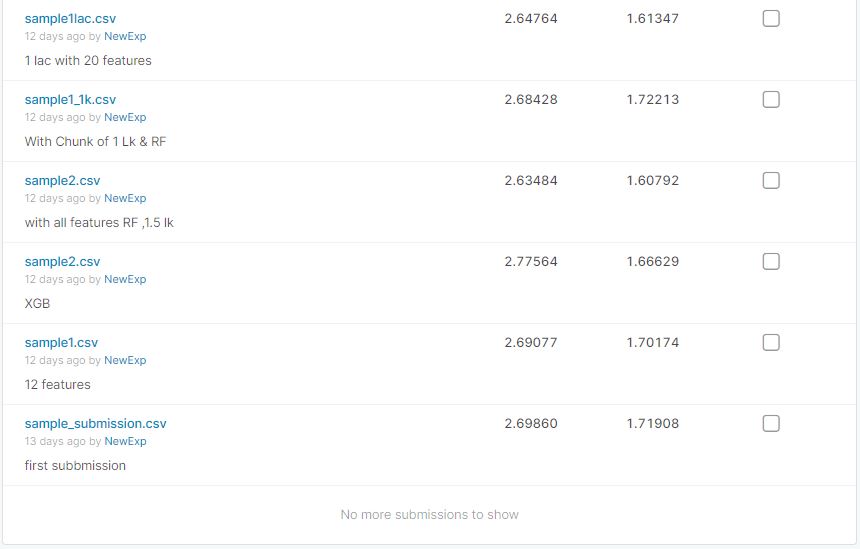 sample1lac.csv 2.64764 1.61347
12 days ago by NewExp
1 lac with 20 features
sample1_1k.csv 2.68428 1.72213
12 days ago by NewExp
With Chunk of 1 Lk & RF
sample2.csv 2.63484 1.60792
12 days ago by NewExp
with all features RF ,1.5 lk
sample2.csv 2.77564 1.66629
12 days ago by NewExp
XGB
sample1.csv 2.69077 1.70174
12 days ago by NewExp
12 features
sample_submission.csv 2.69860 1.71908
13 days ago by NewExp
first subbmission
No more submissions to show